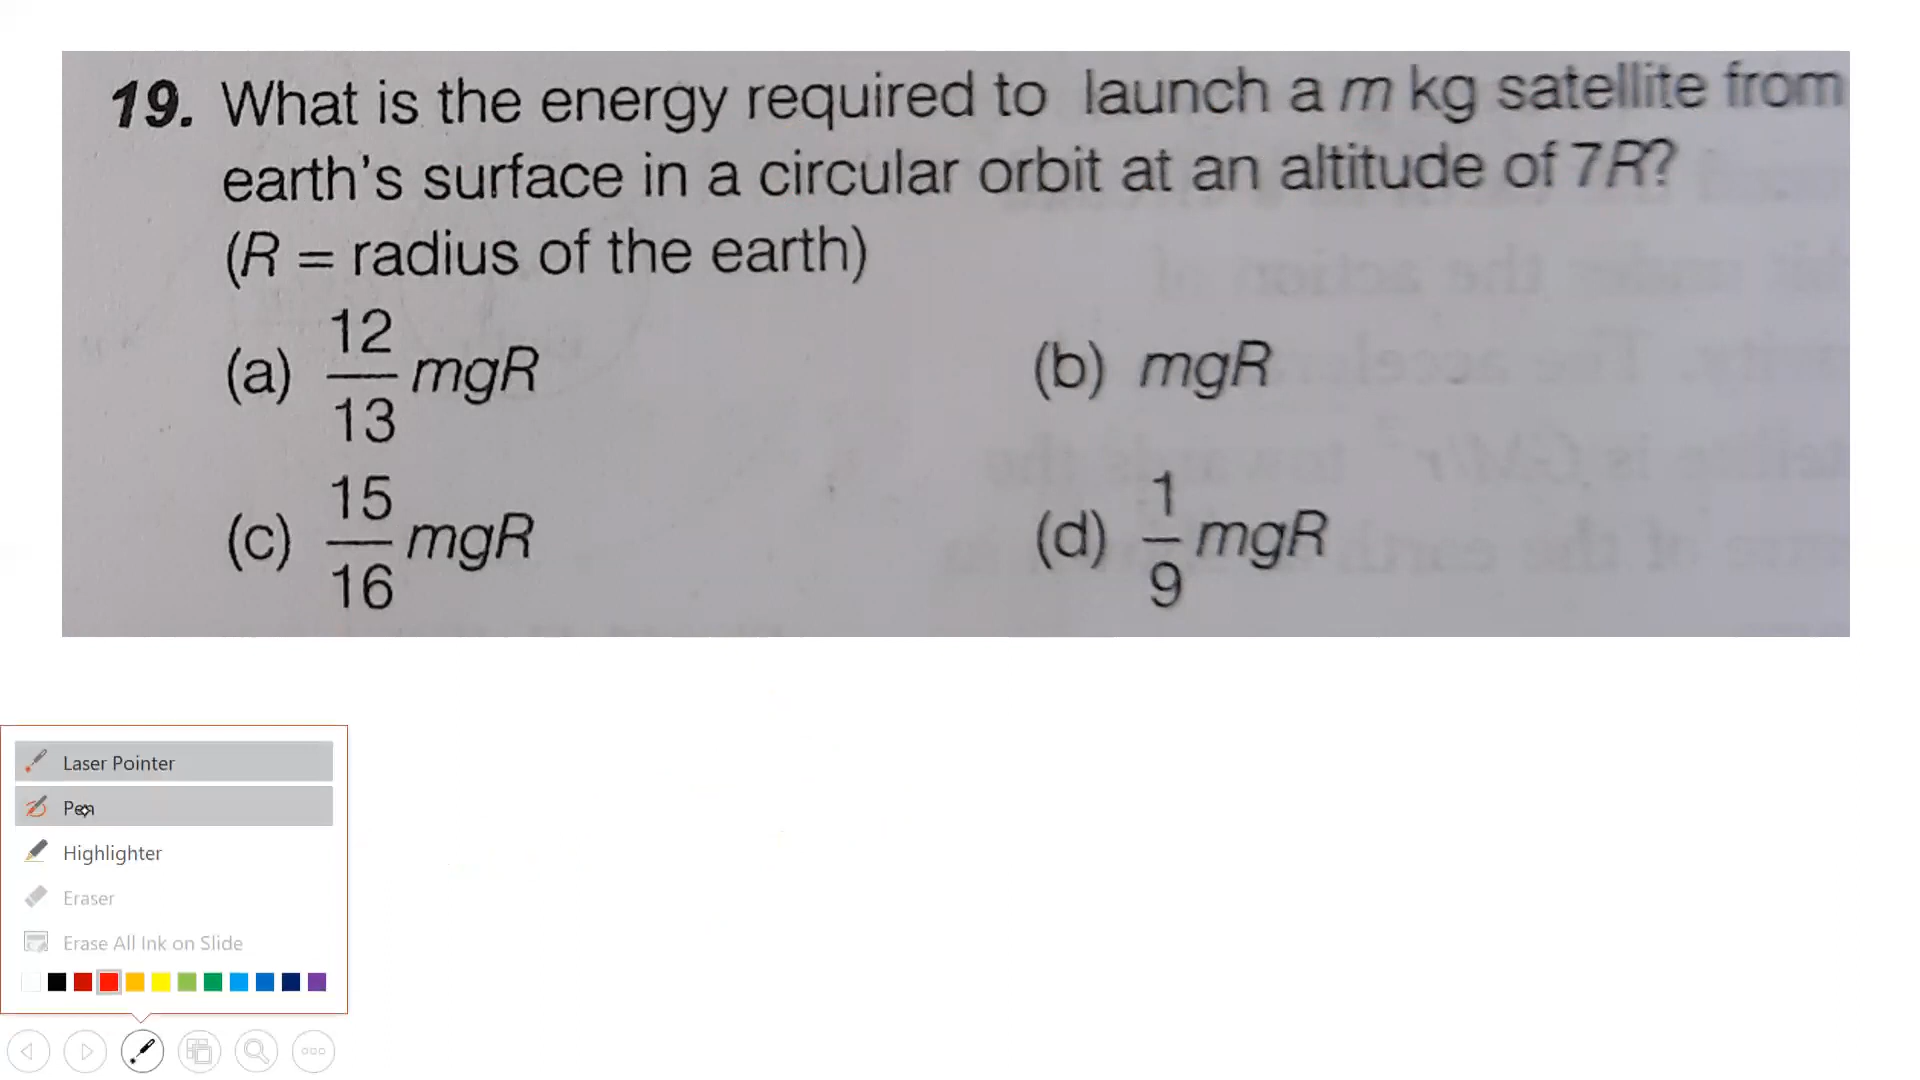 19. What is the energy required to launch a m kg satellite from
earth's surface in a circular orbit at an altitude of 7R?
(R = radius of the earth)
(a) 12/13 mgR (b) mgR
(c) 15/16 mgR (d) 1/9 mgR
Laser Pointer
Pen
Highlighter
Eraser
Erase All Ink on Slide